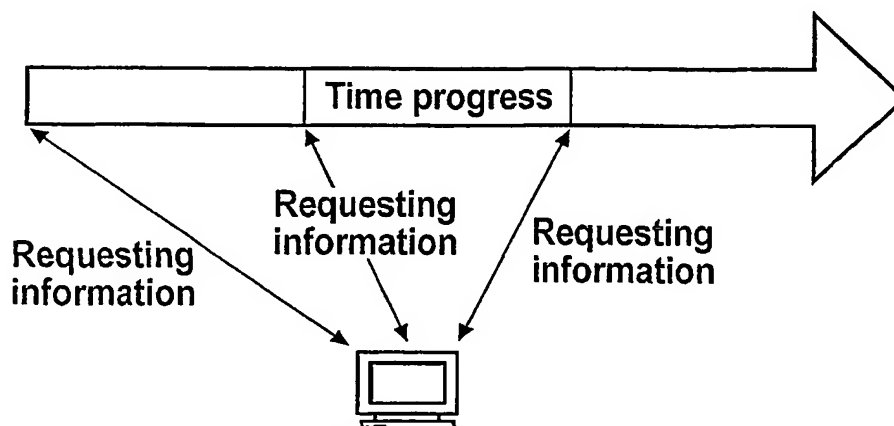 Time progress
Requesting
information
Requesting
information
Requesting
information